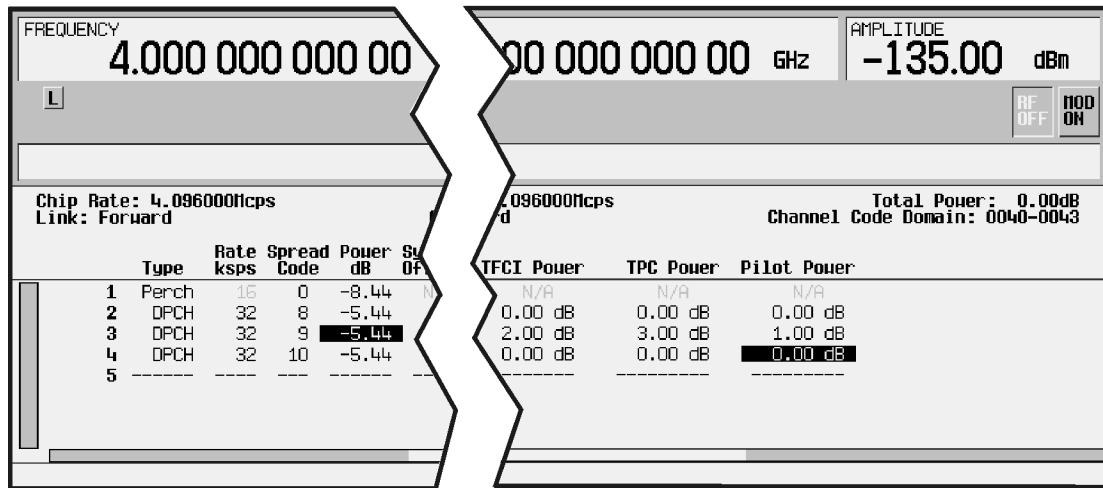 FREQUENCY AMPLITUDE
4.000 000 000 00 00 000 000 00 GHz -135.00 dBm
L RF OFF MOD ON
Chip Rate: 4.096000Mcps .096000Mcps Total Power: 0.00dB
Link: Forward d Channel Code Domain: 0040-0043
Rate Spread Power
Type ksps Code dB TFCI Power TPC Power Pilot Power
1 Perch 16 0 -8.44 N N/A N/A N/A
2 DPCH 32 8 -5.44 0.00 dB 0.00 dB 0.00 dB
3 DPCH 32 9 -5.44 2.00 dB 3.00 dB 1.00 dB
4 DPCH 32 10 -5.44 0.00 dB 0.00 dB 0.00 dB
5 ------ ---- --- ------ --------- --------- ---------